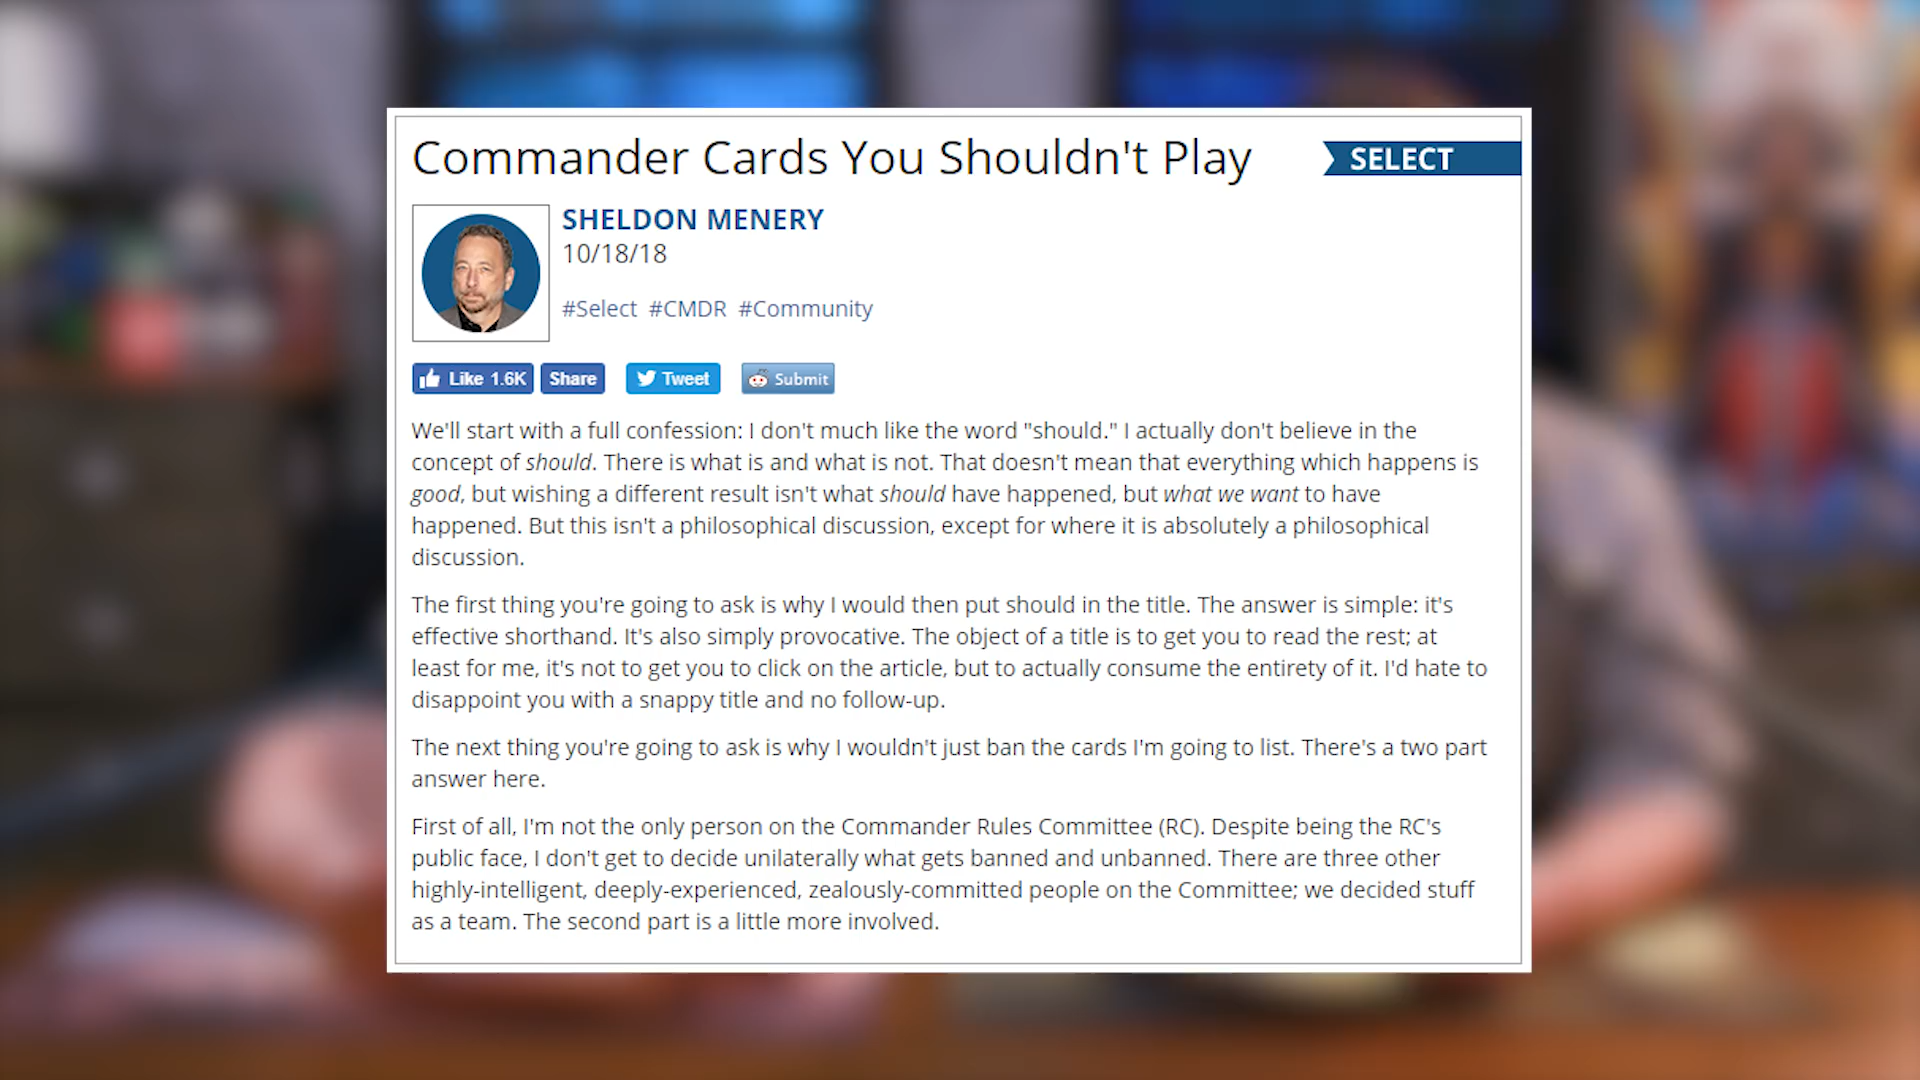 Commander Cards You Shouldn't Play
SELECT
SHELDON MENERY
10/18/18
#Select #CMDR #Community
Like 1.6K Share Tweet Submit
We'll start with a full confession: I don't much like the word "should." I actually don't believe in the
concept of should. There is what is and what is not. That doesn't mean that everything which happens is
good, but wishing a different result isn't what should have happened, but what we want to have
happened. But this isn't a philosophical discussion, except for where it is absolutely a philosophical
discussion.
The first thing you're going to ask is why I would then put should in the title. The answer is simple: it's
effective shorthand. It's also simply provocative. The object of a title is to get you to read the rest; at
least for me, it's not to get you to click on the article, but to actually consume the entirety of it. I'd hate to
disappoint you with a snappy title and no follow-up.
The next thing you're going to ask is why I wouldn't just ban the cards I'm going to list. There's a two part
answer here.
First of all, I'm not the only person on the Commander Rules Committee (RC). Despite being the RC's
public face, I don't get to decide unilaterally what gets banned and unbanned. There are three other
highly-intelligent, deeply-experienced, zealously-committed people on the Committee; we decided stuff
as a team. The second part is a little more involved.